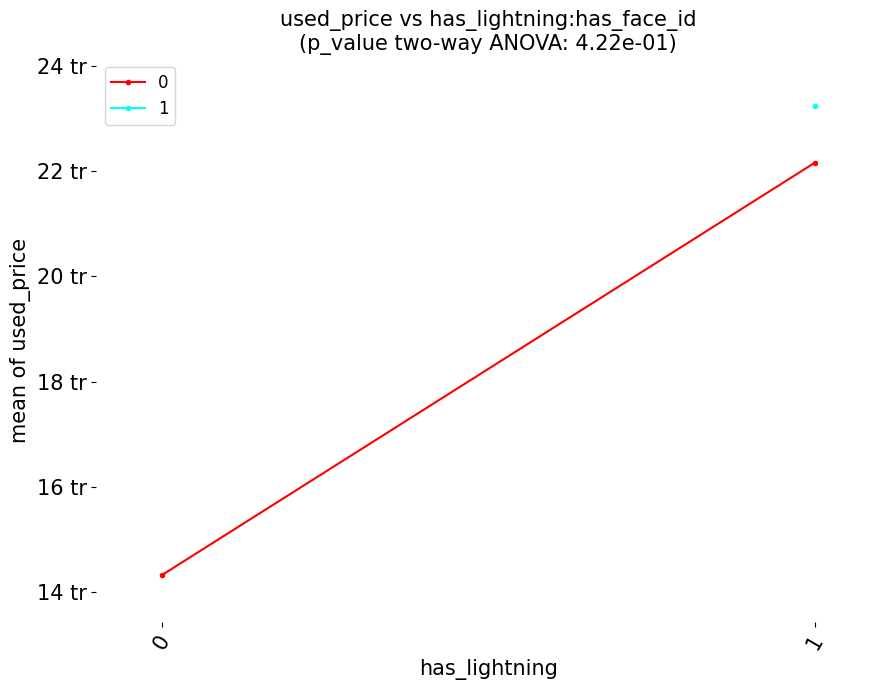 used_price vs has_lightning:has_face_id
(p_value two-way ANOVA: 4.22e-01)
24 tr
22 tr
20 tr
18 tr
16 tr
14 tr
mean of used_price
0
1
0
1
has_lightning